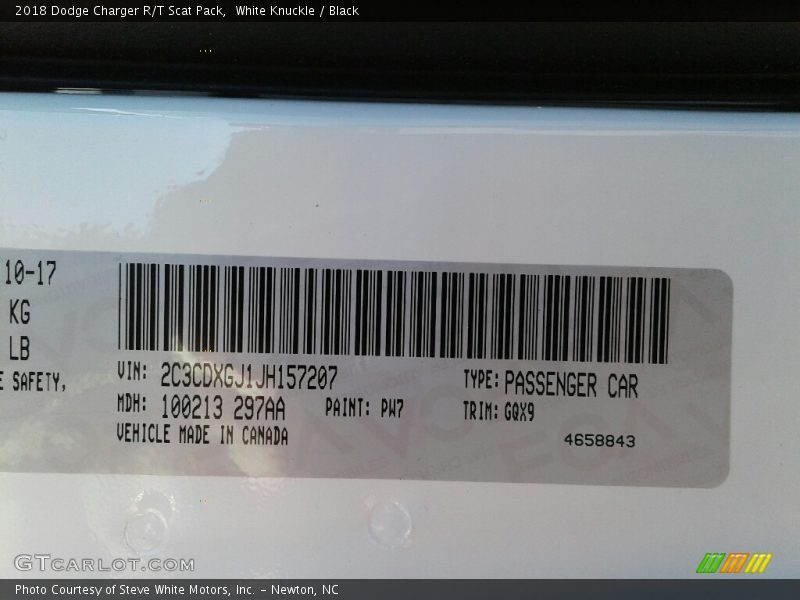 2018 Dodge Charger R/T Scat Pack,  White Knuckle / Black
10-17
KG
LB
E SAFETY,
VIN: 2C3CDXGJ1JH157207
TYPE: PASSENGER CAR
MDH: 100213 297AA
PAINT: PW7
TRIM: GQX9
VEHICLE MADE IN CANADA
4658843
GTCARLOT.COM
Photo Courtesy of Steve White Motors, Inc. – Newton, NC